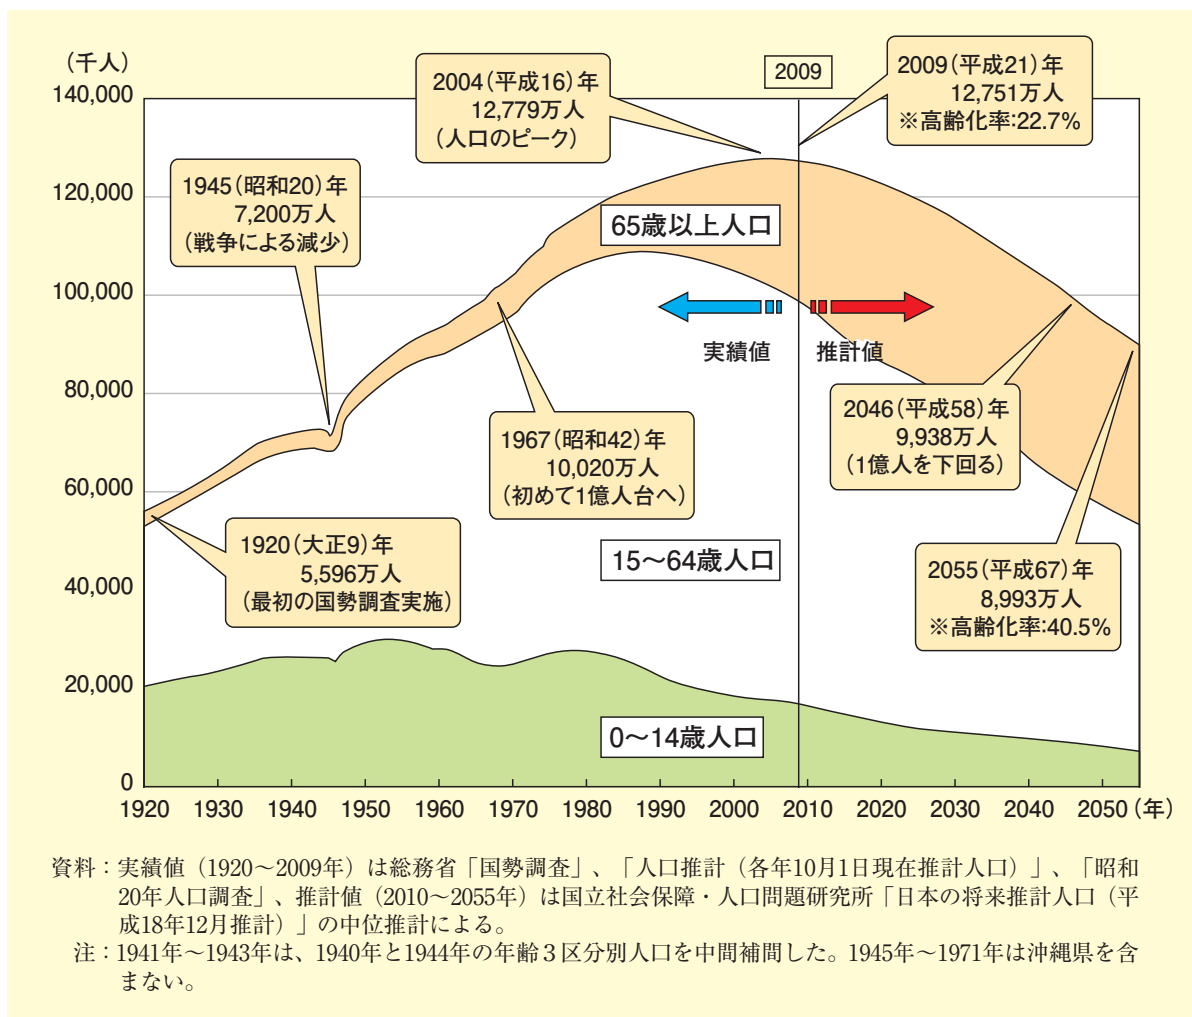 (千人)
140,000
120,000
100,000
80,000
60,000
40,000
20,000
0
1920 1930 1940 1950 1960 1970 1980 1990 2000 2010 2020 2030 2040 2050(年)
1920(大正9)年
5,596万人
(最初の国勢調査実施)
1945(昭和20)年
7,200万人
(戦争による減少)
1967(昭和42)年
10,020万人
(初めて1億人台へ)
2004(平成16)年
12,779万人
(人口のピーク)
2009
2009(平成21)年
12,751万人
※高齢化率:22.7%
65歳以上人口
実績値
推計値
2046(平成58)年
9,938万人
(1億人を下回る)
15〜64歳人口
2055(平成67)年
8,993万人
※高齢化率:40.5%
0〜14歳人口
資料:実績値(1920〜2009年)は総務省「国勢調査」、「人口推計(各年10月1日現在推計人口)」、「昭和
20年人口調査」、推計値(2010〜2055年)は国立社会保障・人口問題研究所「日本の将来推計人口(平
成18年12月推計)」の中位推計による。
注:1941年〜1943年は、1940年と1944年の年齢3区分別人口を中間補間した。1945年〜1971年は沖縄県を含
まない。